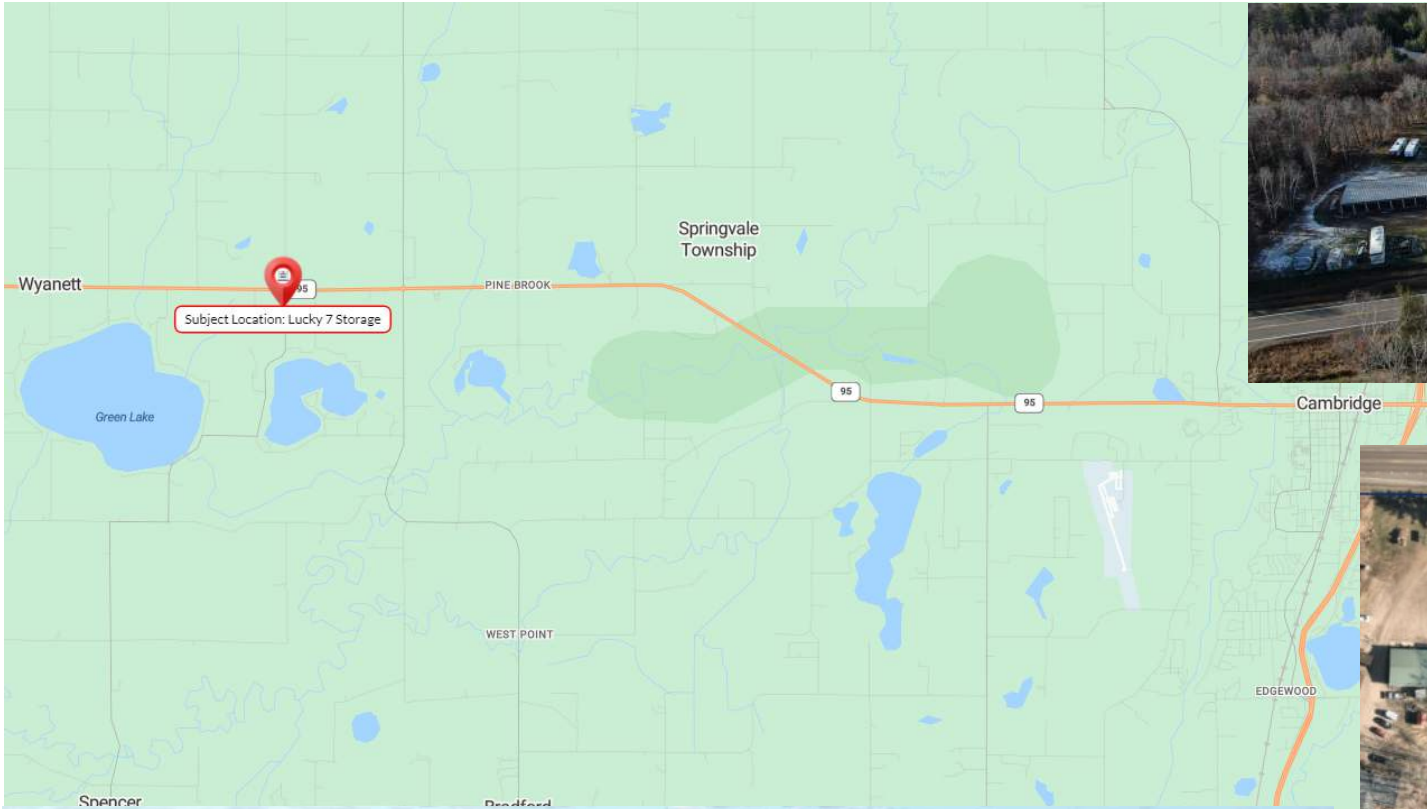 Springvale
Township
Wyanett
95
PINE BROOK
Subject Location: Lucky 7 Storage
95
95
Cambridge
Green Lake
WEST POINT
EDGEWOOD
Spencer
Bradford